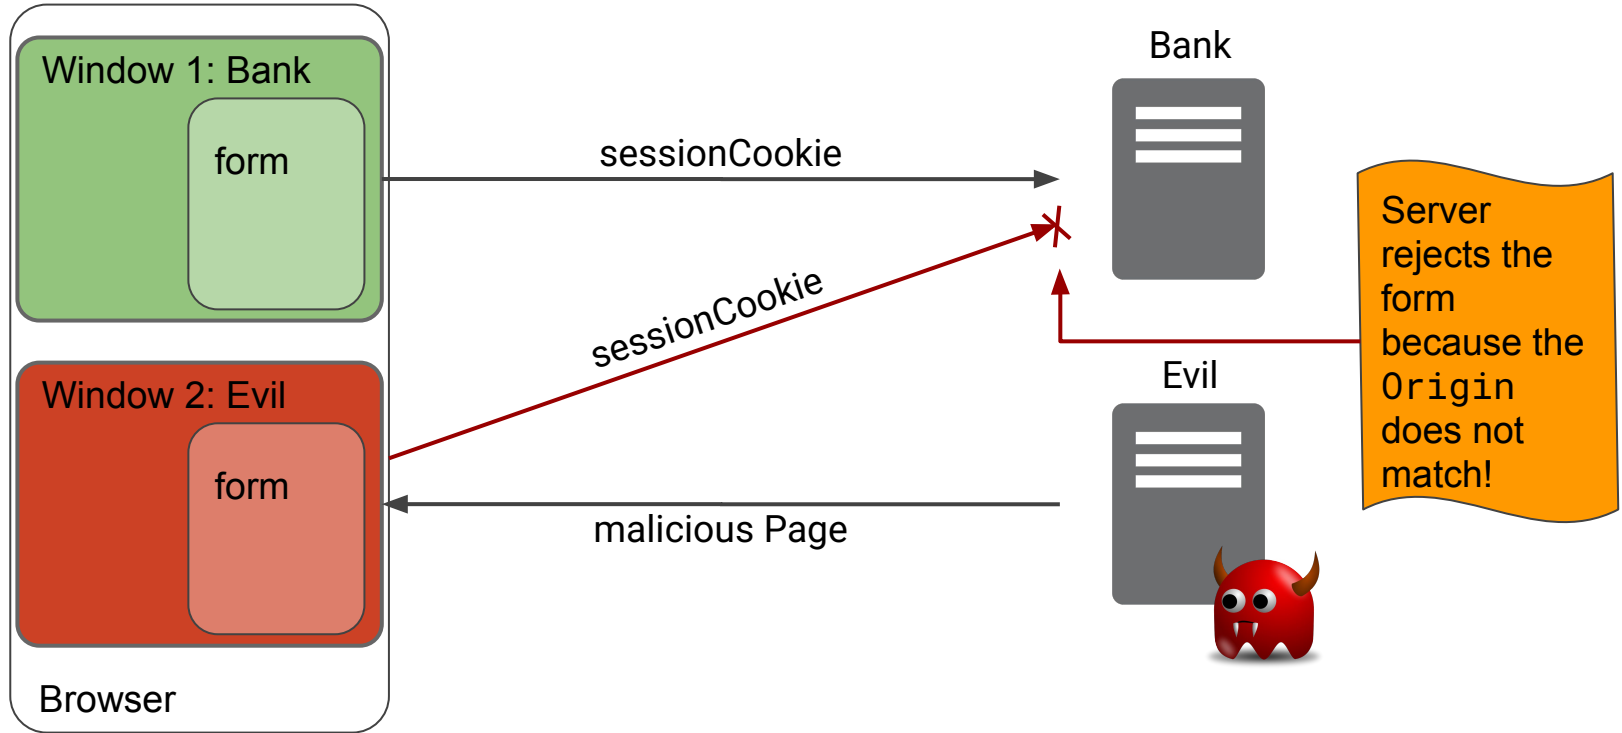 Window 1: Bank
form
sessionCookie
Bank
sessionCookie
Server
rejects the
form
because the
Origin
does not
match!
Window 2: Evil
form
Evil
malicious Page
Browser